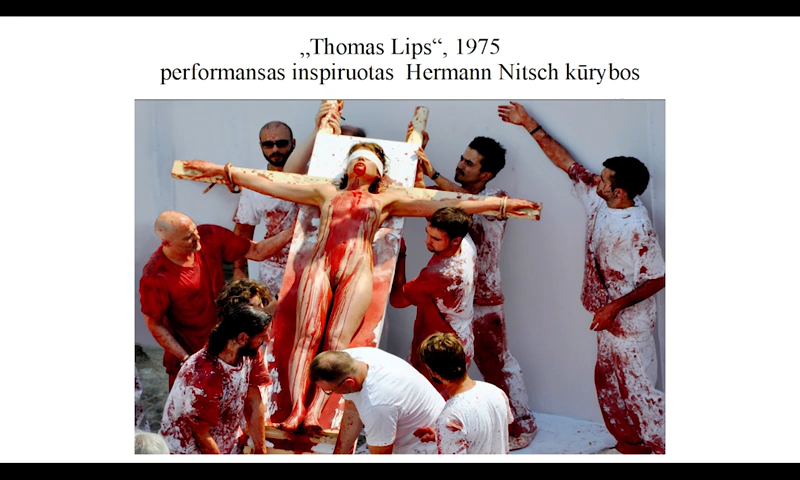 „Thomas Lips“, 1975
performansas inspiruotas Hermann Nitsch kūrybos